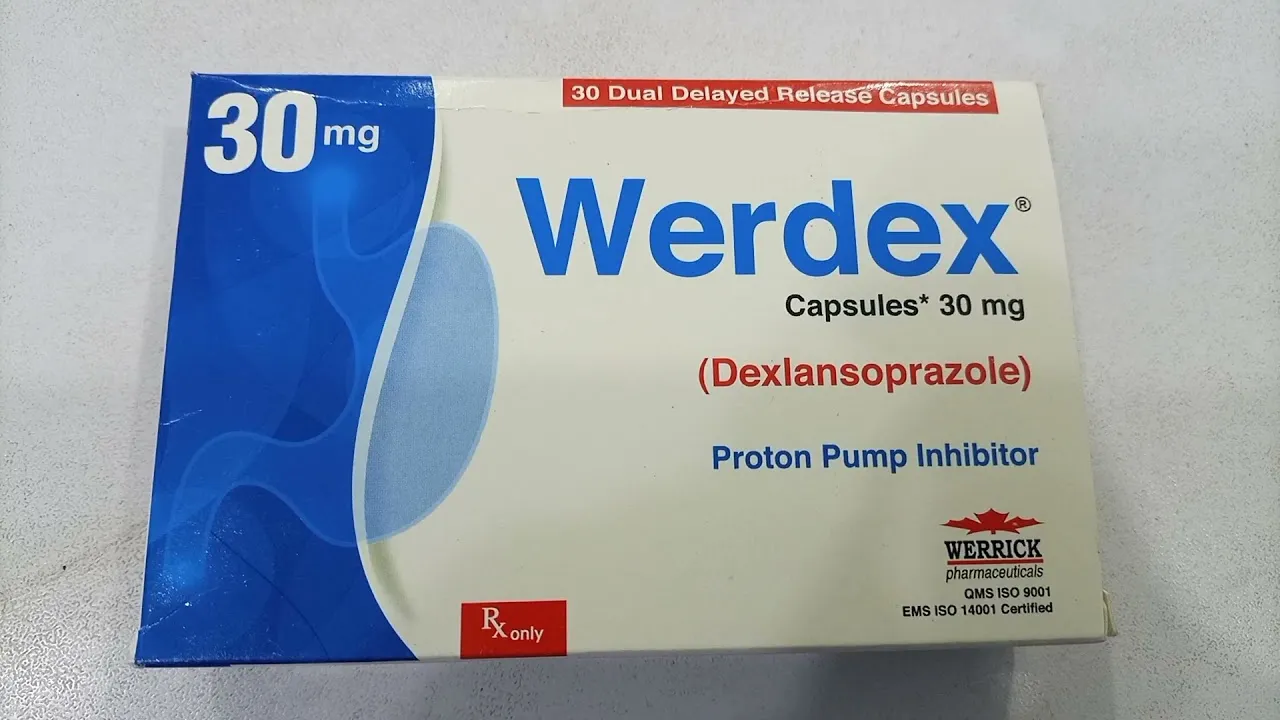 30 mg
30 Dual Delayed Release Capsules
Werdex®
Capsules* 30 mg
(Dexlansoprazole)
Proton Pump Inhibitor
WERRICK
pharmaceuticals
QMS ISO 9001
EMS ISO 14001 Certified
Rx only